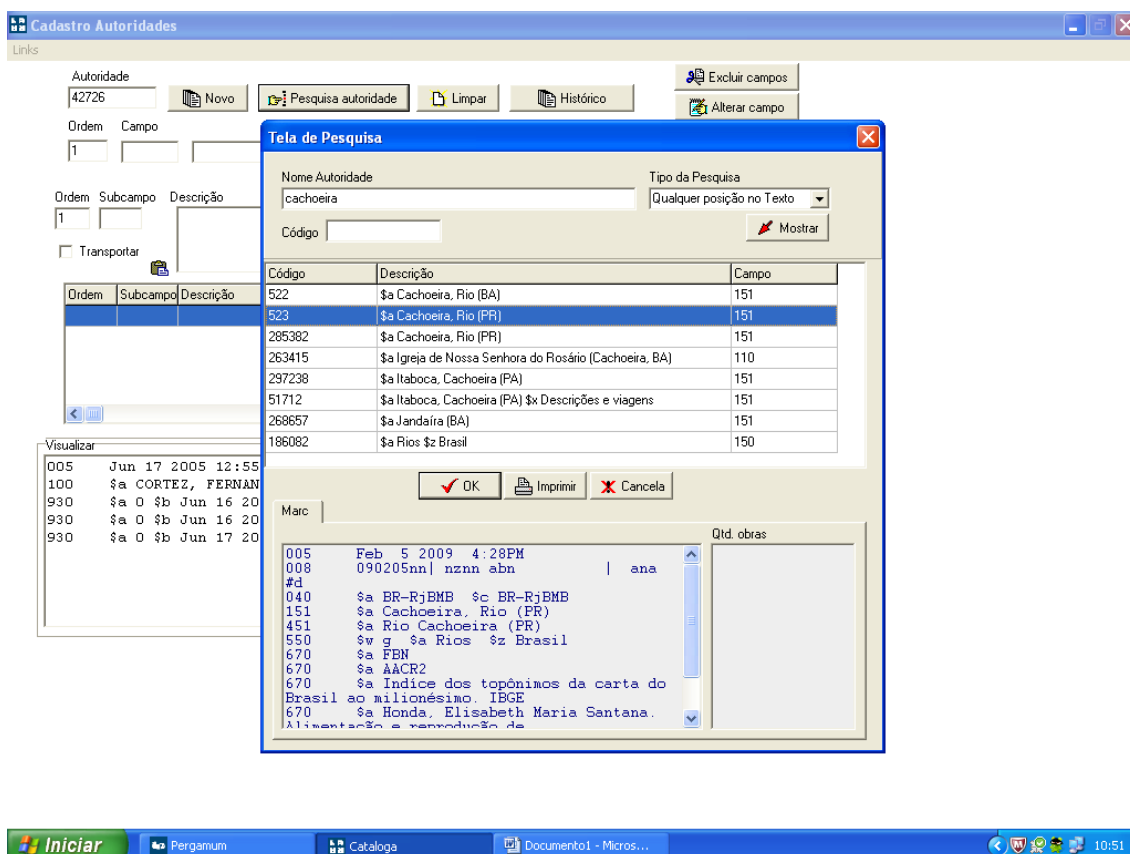 Cadastro Autoridades
Links
Autoridade
42726
Novo
Pesquisa autoridade
Limpar
Histórico
Excluir campos
Alterar campo
Ordem Campo
1
Ordem Subcampo Descrição
1
Transportar
Ordem Subcampo Descrição
Visualizar
005 Jun 17 2005 12:55
100 $a CORTEZ, FERNAN
930 $a 0 $b Jun 16 20
930 $a 0 $b Jun 16 20
930 $a 0 $b Jun 17 20
Tela de Pesquisa
Nome Autoridade Tipo da Pesquisa
cachoeira Qualquer posição no Texto
Código Mostrar
Código Descrição Campo
522 $a Cachoeira, Rio (BA) 151
523 $a Cachoeira, Rio (PR) 151
285382 $a Cachoeira, Rio (PR) 151
263415 $a Igreja de Nossa Senhora do Rosário (Cachoeira, BA) 110
297238 $a Itaboca, Cachoeira (PA) 151
51712 $a Itaboca, Cachoeira (PA) $x Descrições e viagens 151
268657 $a Jandaíra (BA) 151
186082 $a Rios $z Brasil 150
OK Imprimir Cancela
Marc
Qtd. obras
005 Feb 5 2009 4:28PM
008 090205nn| nznn abn | ana
#d
040 $a BR-RjBMB $c BR-RjBMB
151 $a Cachoeira, Rio (PR)
451 $a Rio Cachoeira (PR)
550 $w g $a Rios $z Brasil
670 $a FBN
670 $a AACR2
670 $a Indíce dos topônimos da carta do
Brasil ao milionésimo. IBGE
670 $a Honda, Elisabeth Maria Santana.
Alimentação e reprodução de
Iniciar Pergamum Cataloga Documento1 - Micros... 10:51